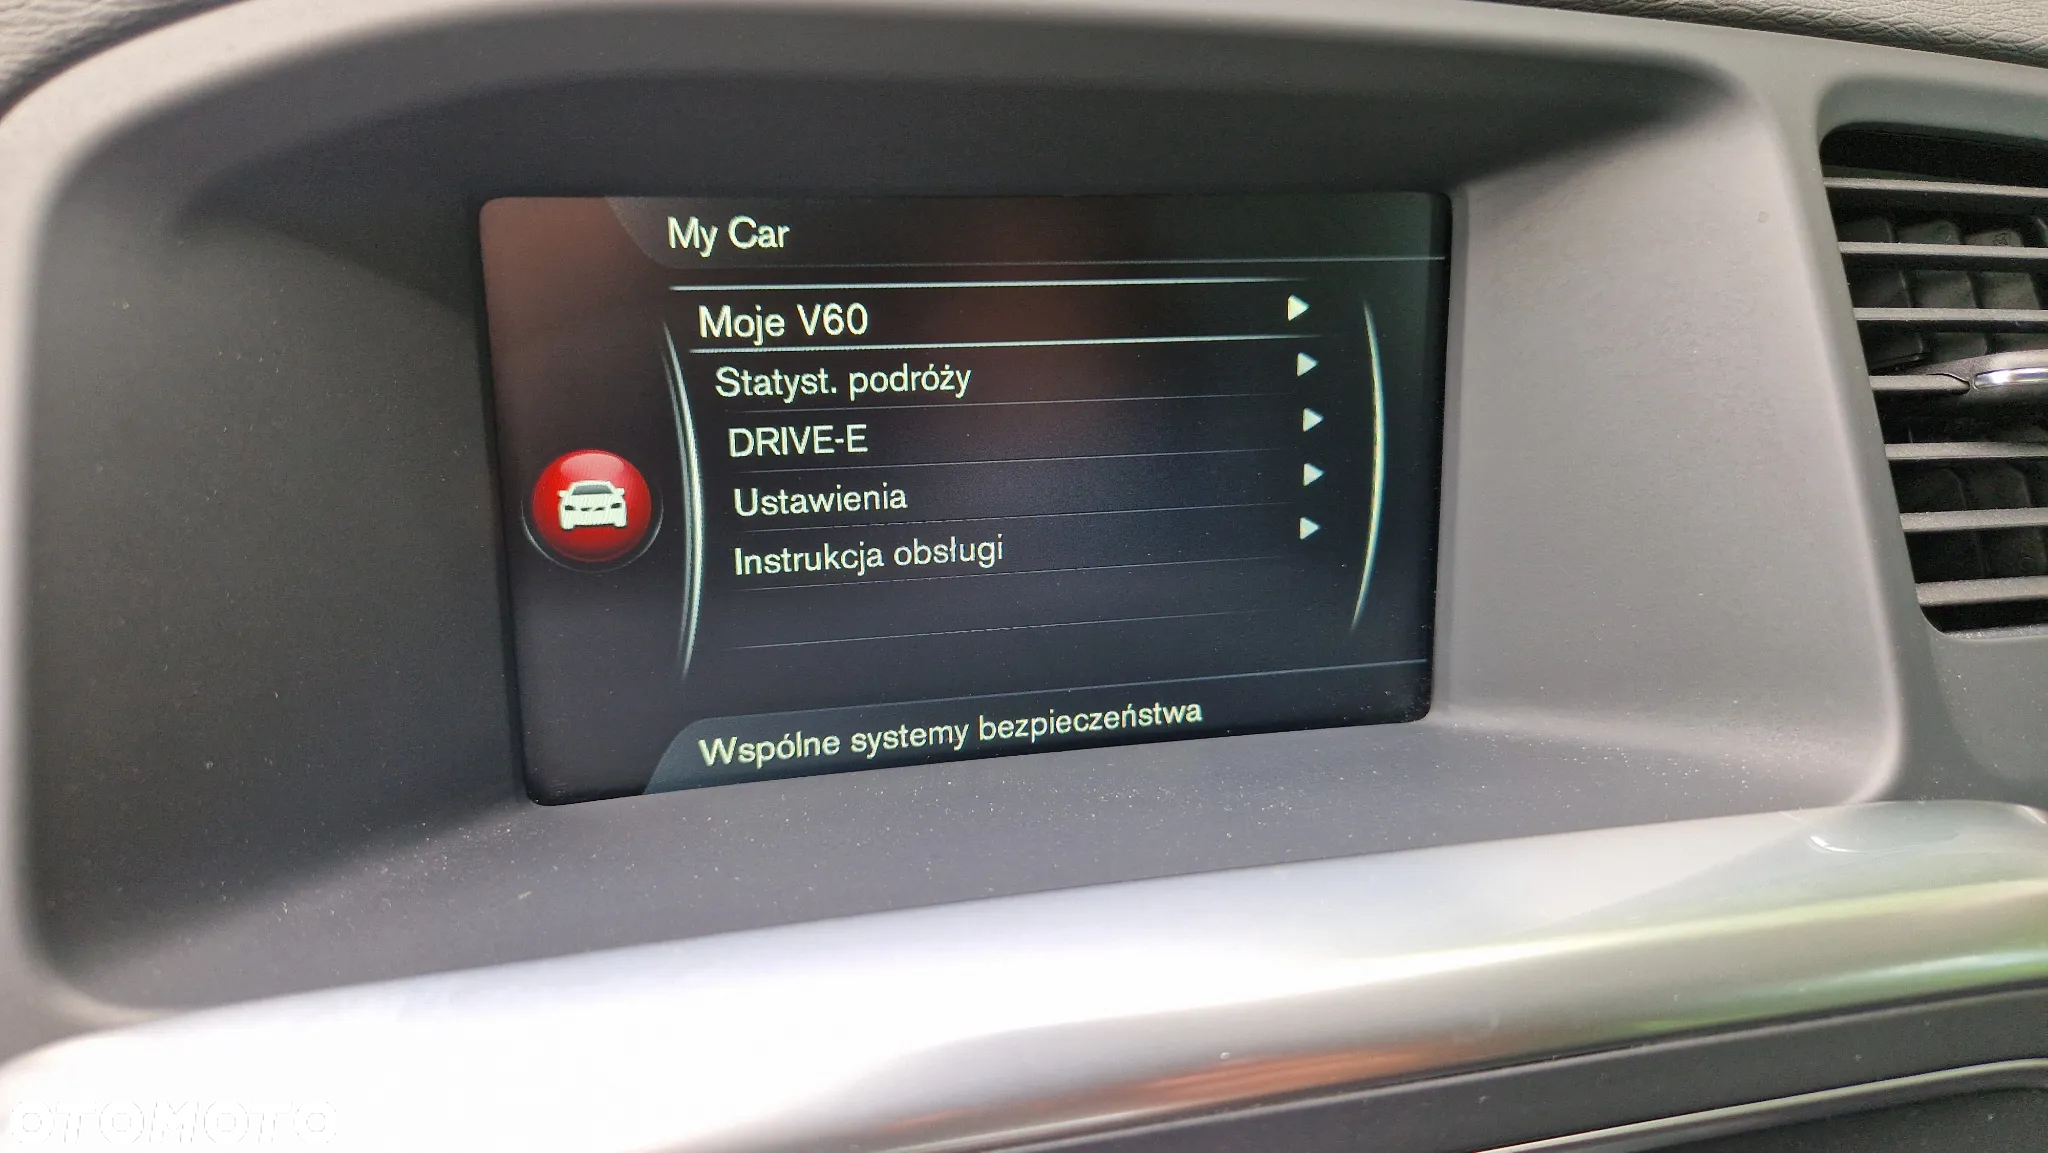 My Car
Moje V60
Statyst. podróży
DRIVE-E
Ustawienia
Instrukcja obsługi
Wspólne systemy bezpieczeństwa
OTOMOTO